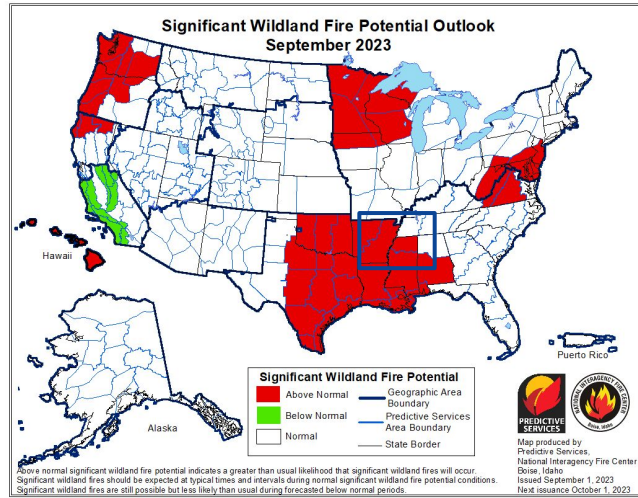 Significant Wildland Fire Potential Outlook
September 2023
Hawaii
Alaska
Puerto Rico
Significant Wildland Fire Potential
Above Normal
Below Normal
Normal
Geographic Area
Boundary
Predictive Services
Area Boundary
State Border
PREDICTIVE
SERVICES
NATIONAL INTERAGENCY FIRE CENTER
Boise, Idaho
Map produced by
Predictive Services,
National Interagency Fire Center
Boise, Idaho
Issued September 1, 2023
Next issuance October 1, 2023
Above normal significant wildland fire potential indicates a greater than usual likelihood that significant wildland fires will occur.
Significant wildland fires should be expected at typical times and intervals during normal significant wildland fire potential conditions.
Significant wildland fires are still possible but less likely than usual during forecasted below normal periods.